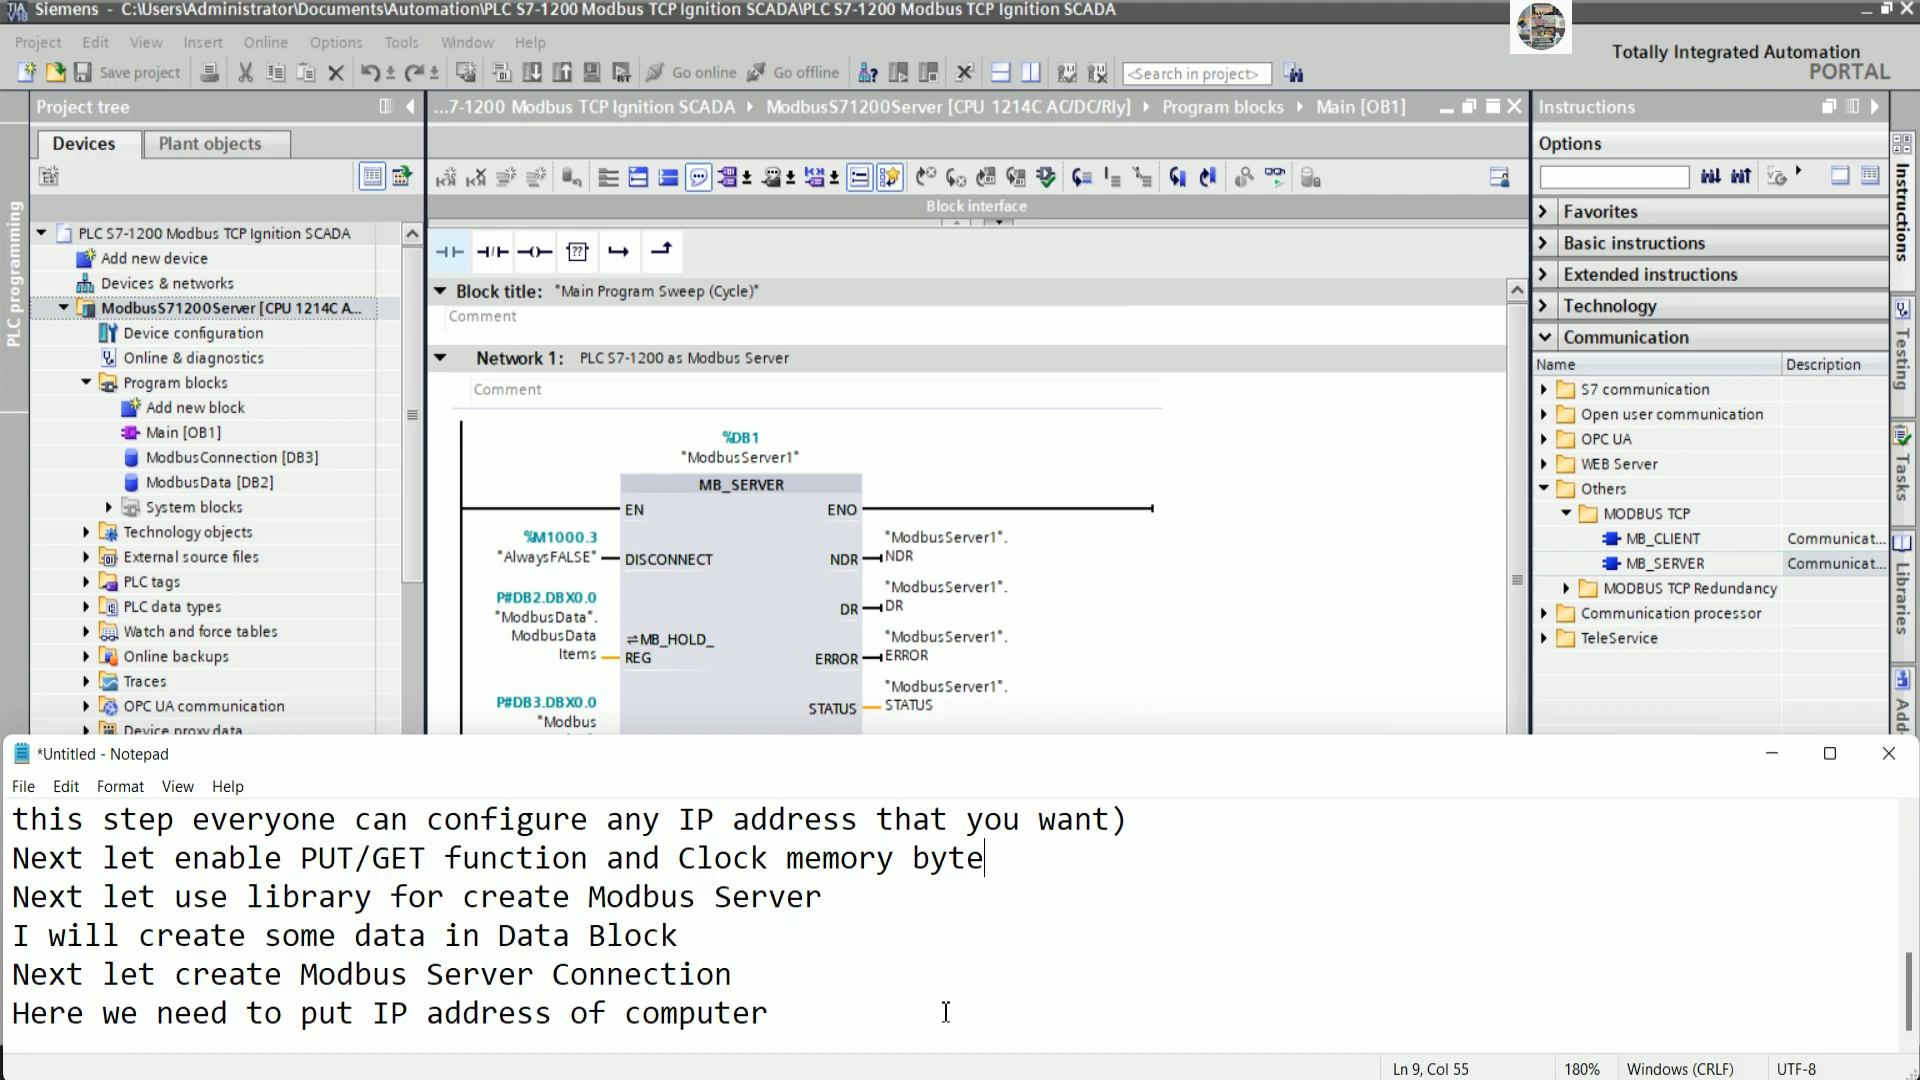 Siemens - C:\Users\Administrator\Documents\Automation\PLC S7-1200 Modbus TCP Ignition SCADA\PLC S7-1200 Modbus TCP Ignition SCADA
Project Edit View Insert Online Options Tools Window Help
Totally Integrated Automation
PORTAL
Save project
Go online
Go offline
<Search in project>
Project tree
...7-1200 Modbus TCP Ignition SCADA
ModbusS71200Server [CPU 1214C AC/DC/Rly]
Program blocks
Main [OB1]
Instructions
Devices
Plant objects
Options
Block interface
PLC programming
PLC S7-1200 Modbus TCP Ignition SCADA
Add new device
Devices & networks
ModbusS71200Server [CPU 1214C A...
Device configuration
Online & diagnostics
Program blocks
Add new block
Main [OB1]
ModbusConnection [DB3]
ModbusData [DB2]
System blocks
Technology objects
External source files
PLC tags
PLC data types
Watch and force tables
Online backups
Traces
OPC UA communication
Device proxy data
??
Block title: "Main Program Sweep (Cycle)"
Comment
Network 1: PLC S7-1200 as Modbus Server
Comment
%DB1
"ModbusServer1"
MB_SERVER
EN
ENO
%M1000.3
"AlwaysFALSE"
DISCONNECT
NDR
"ModbusServer1".
NDR
P#DB2.DBX0.0
"ModbusData".
ModbusData
Items
MB_HOLD_
REG
DR
"ModbusServer1".
DR
ERROR
"ModbusServer1".
ERROR
P#DB3.DBX0.0
"Modbus
STATUS
"ModbusServer1".
STATUS
Favorites
Basic instructions
Extended instructions
Technology
Communication
Name Description
S7 communication
Open user communication
OPC UA
WEB Server
Others
MODBUS TCP
MB_CLIENT Communicat...
MB_SERVER Communicat...
MODBUS TCP Redundancy
Communication processor
TeleService
Instructions
Testing
Tasks
Libraries
Add-
*Untitled - Notepad
File Edit Format View Help
this step everyone can configure any IP address that you want)
Next let enable PUT/GET function and Clock memory byte
Next let use library for create Modbus Server
I will create some data in Data Block
Next let create Modbus Server Connection
Here we need to put IP address of computer
Ln 9, Col 55
180%
Windows (CRLF)
UTF-8